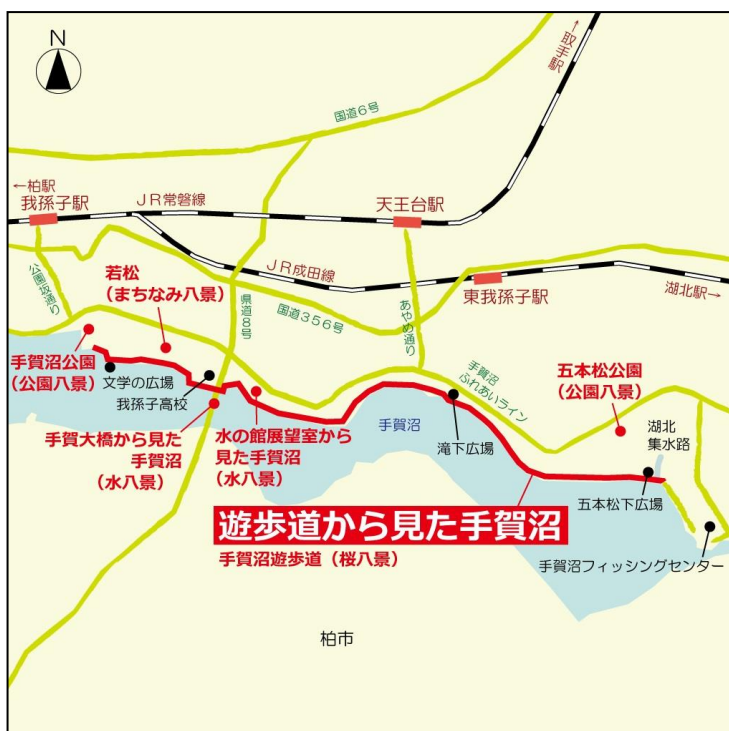 N
↑取手駅
国道6号
←柏駅
我孫子駅
JR常磐線
天王台駅
公園坂通り
若松
(まちなみ八景)
JR成田線
県道8号
国道356号
あやめ通り
東我孫子駅
湖北駅→
手賀沼公園
(公園八景)
文学の広場
我孫子高校
手賀大橋から見た
手賀沼
(水八景)
水の館展望室から
見た手賀沼
(水八景)
手賀沼
手賀沼
ふれあいライン
滝下広場
五本松公園
(公園八景)
湖北
集水路
五本松下広場
遊歩道から見た手賀沼
手賀沼遊歩道(桜八景)
手賀沼フィッシングセンター
柏市